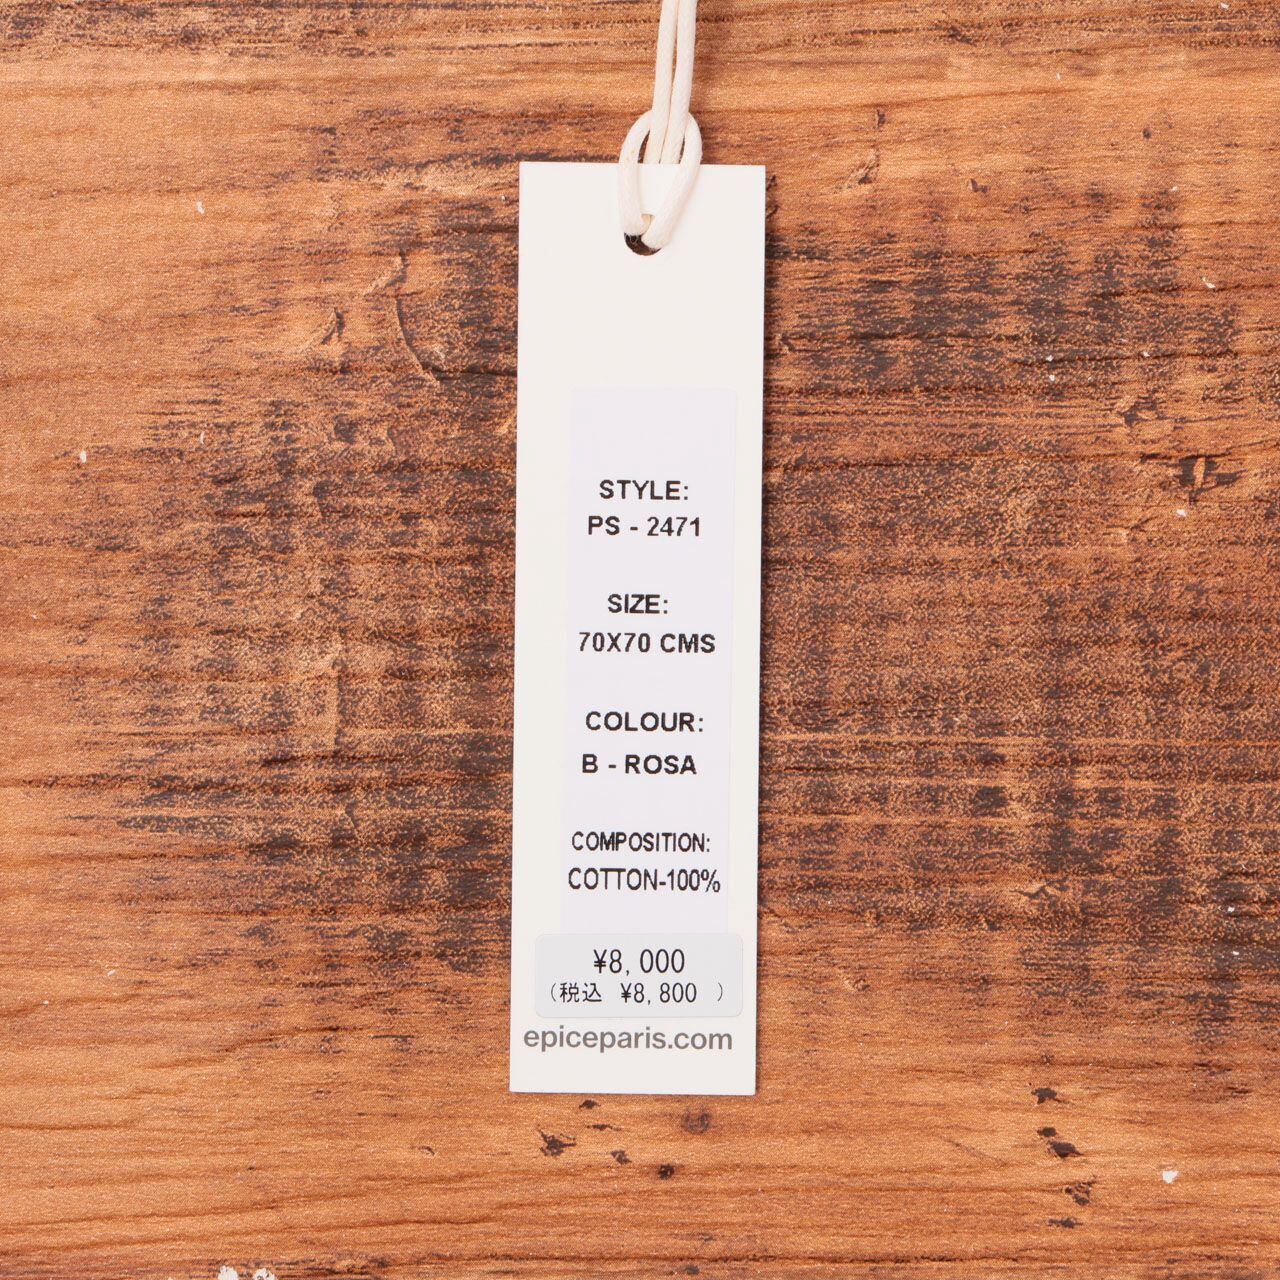 STYLE:
PS - 2471
SIZE:
70X70 CMS
COLOUR:
B - ROSA
COMPOSITION:
COTTON-100%
¥8,000
(税込 ¥8,800 )
epiceparis.com